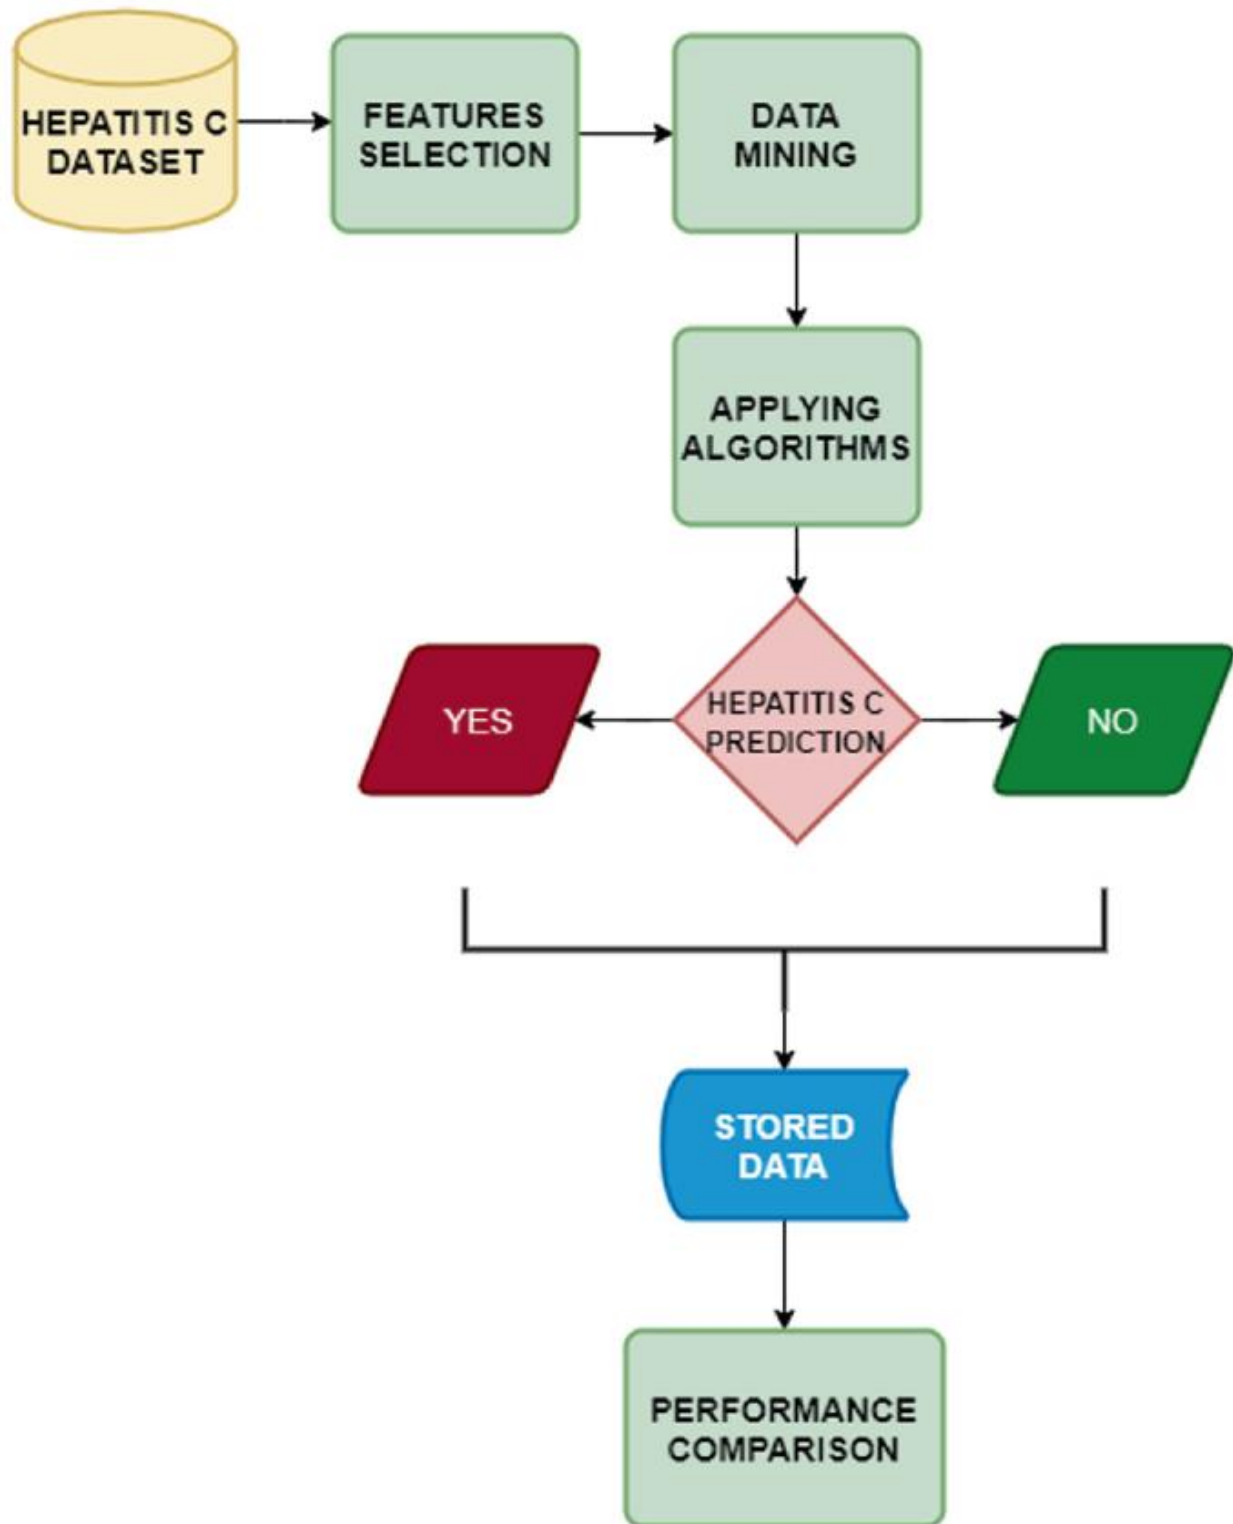 HEPATITIS C
DATASET
FEATURES
SELECTION
DATA
MINING
APPLYING
ALGORITHMS
HEPATITIS C
PREDICTION
YES
NO
STORED
DATA
PERFORMANCE
COMPARISON